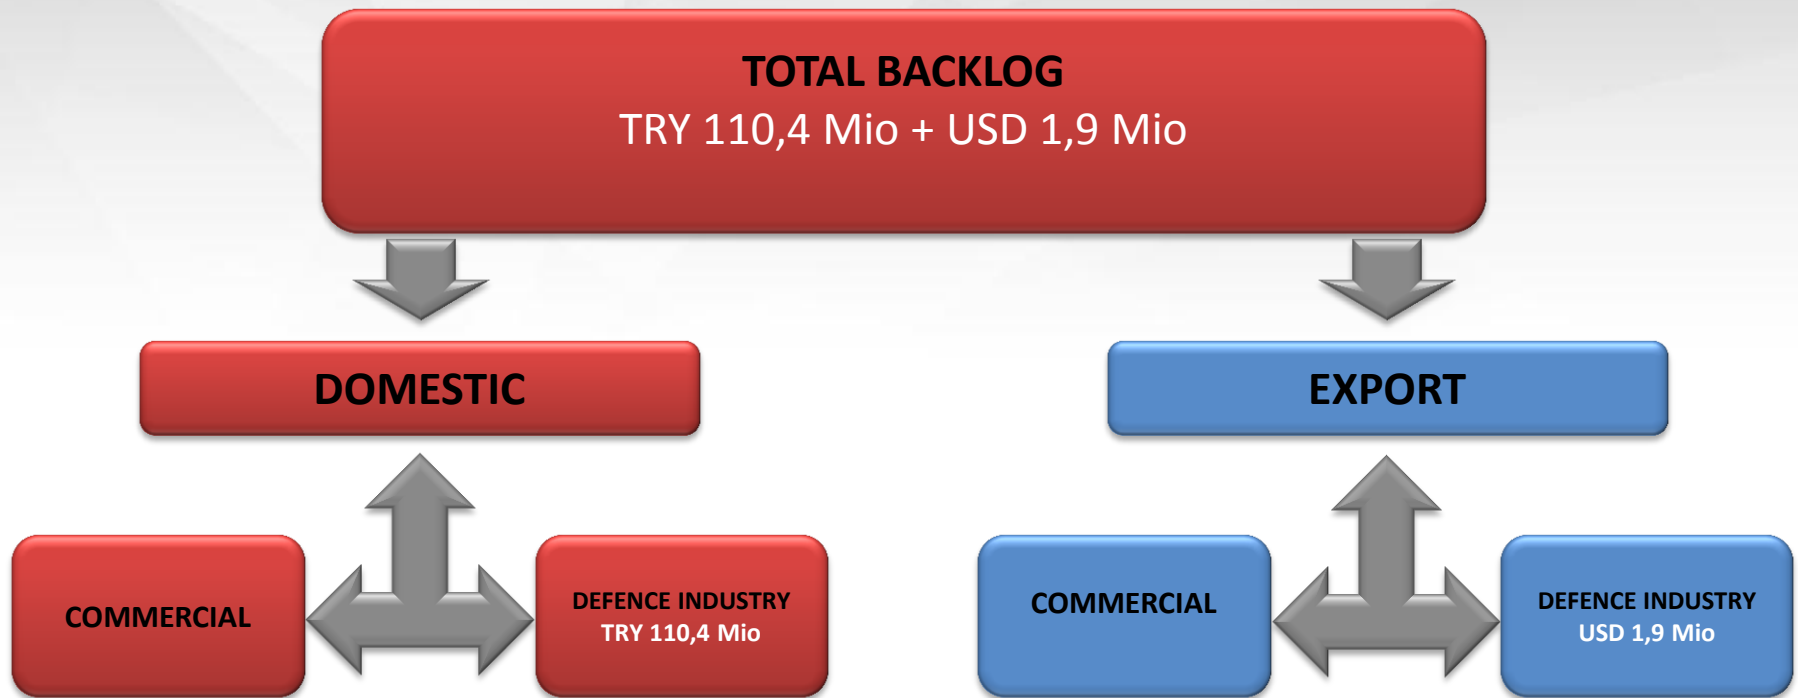 TOTAL BACKLOG
TRY 110,4 Mio + USD 1,9 Mio
DOMESTIC
EXPORT
COMMERCIAL
DEFENCE INDUSTRY
TRY 110,4 Mio
COMMERCIAL
DEFENCE INDUSTRY
USD 1,9 Mio